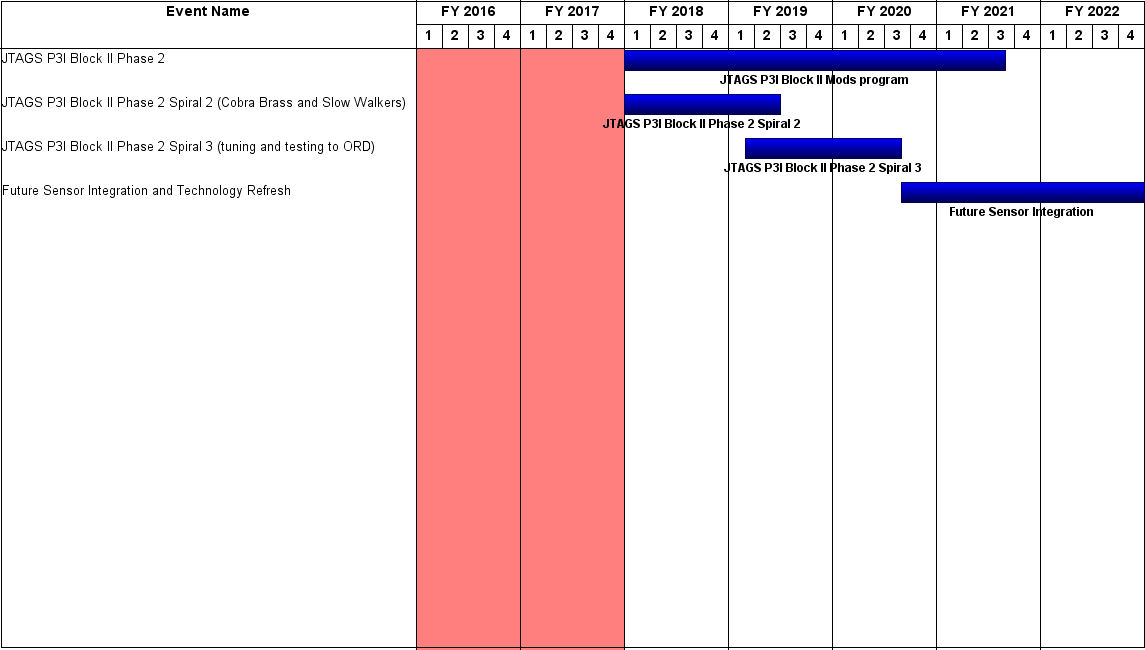 Event Name FY 2016 FY 2017 FY 2018 FY 2019 FY 2020 FY 2021 FY 2022
1 2 3 4 1 2 3 4 1 2 3 4 1 2 3 4 1 2 3 4 1 2 3 4 1 2 3 4
JTAGS P3I Block II Phase 2
JTAGS P3I Block II Mods program
JTAGS P3I Block II Phase 2 Spiral 2 (Cobra Brass and Slow Walkers)
JTAGS P3I Block II Phase 2 Spiral 2
JTAGS P3I Block II Phase 2 Spiral 3 (tuning and testing to ORD)
JTAGS P3I Block II Phase 2 Spiral 3
Future Sensor Integration and Technology Refresh
Future Sensor Integration